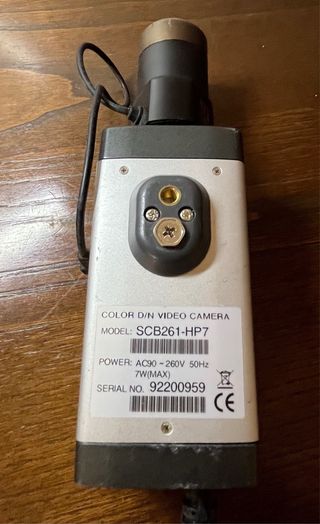 COLOR D/N VIDEO CAMERA
MODEL: SCB261-HP7
POWER: AC90 ~ 260V 50Hz
7W(MAX)
SERIAL NO. 92200959
CE